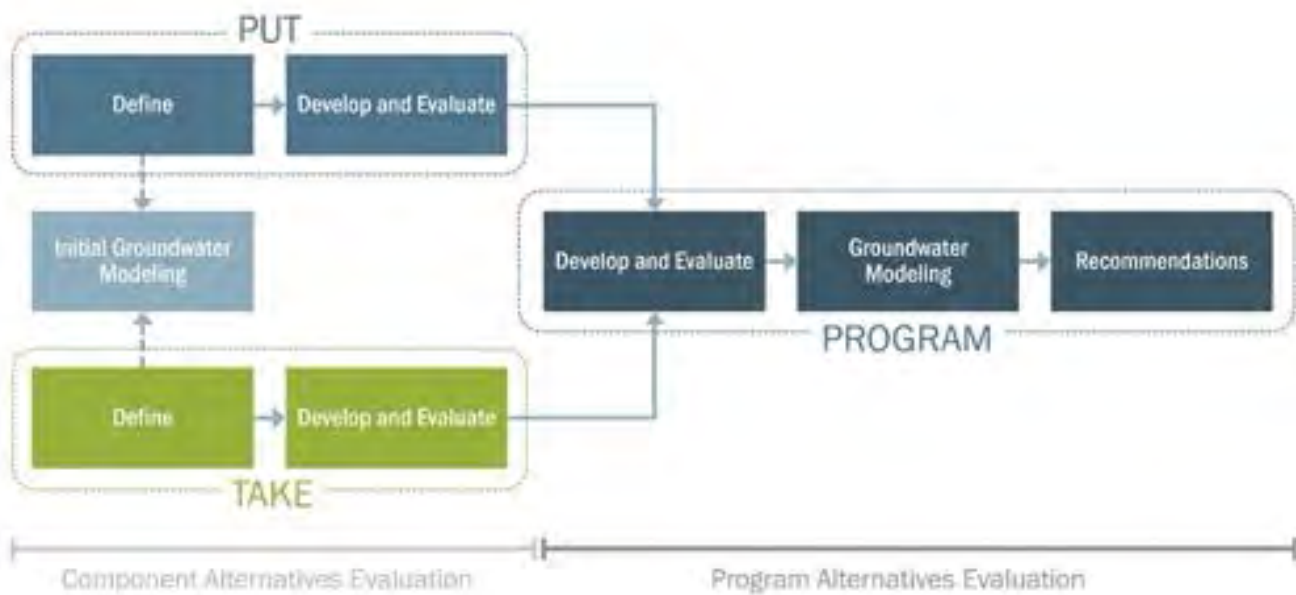 PUT
Define
Develop and Evaluate
Initial Groundwater
Modeling
Define
Develop and Evaluate
TAKE
Develop and Evaluate
Groundwater
Modeling
Recommendations
PROGRAM
Component Alternatives Evaluation
Program Alternatives Evaluation